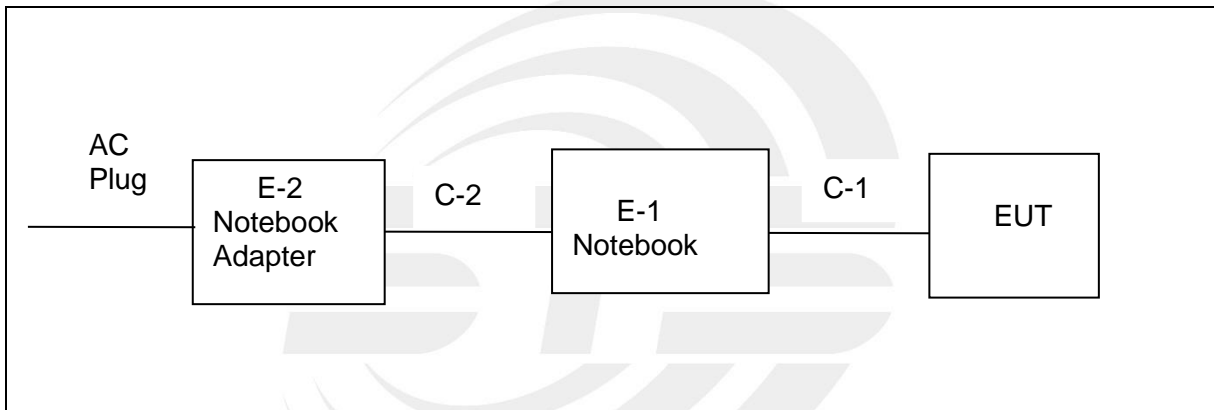 AC
Plug
E-2
Notebook
Adapter
C-2
E-1
Notebook
C-1
EUT